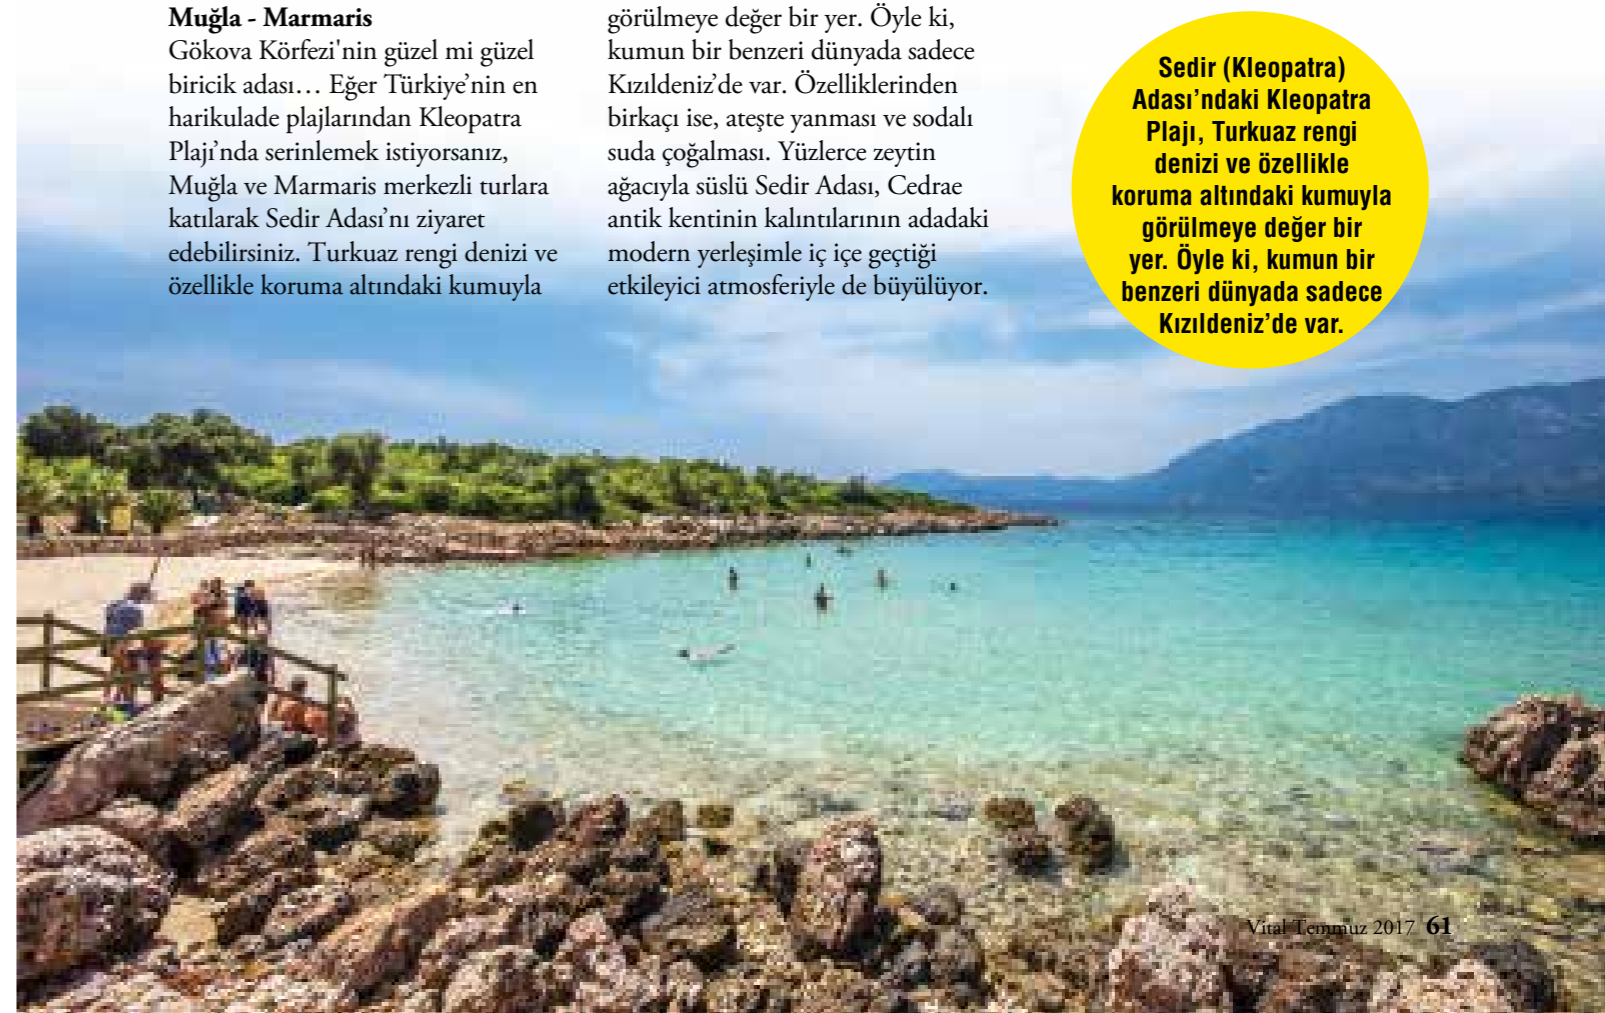 Muğla - Marmaris
Gökova Körfezi'nin güzel mi güzel
biricik adası… Eğer Türkiye’nin en
harikulade plajlarından Kleopatra
Plajı’nda serinlemek istiyorsanız,
Muğla ve Marmaris merkezli turlara
katılarak Sedir Adası’nı ziyaret
edebilirsiniz. Turkuaz rengi denizi ve
özellikle koruma altındaki kumuyla
görülmeye değer bir yer. Öyle ki,
kumun bir benzeri dünyada sadece
Kızıldeniz’de var. Özelliklerinden
birkaçı ise, ateşte yanması ve sodalı
suda çoğalması. Yüzlerce zeytin
ağacıyla süslü Sedir Adası, Cedrae
antik kentinin kalıntılarının adadaki
modern yerleşimle iç içe geçtiği
etkileyici atmosferiyle de büyülüyor.
Sedir (Kleopatra)
Adası’ndaki Kleopatra
Plajı, Turkuaz rengi
denizi ve özellikle
koruma altındaki kumuyla
görülmeye değer bir
yer. Öyle ki, kumun bir
benzeri dünyada sadece
Kızıldeniz’de var.
Vital Temmuz 2017 61